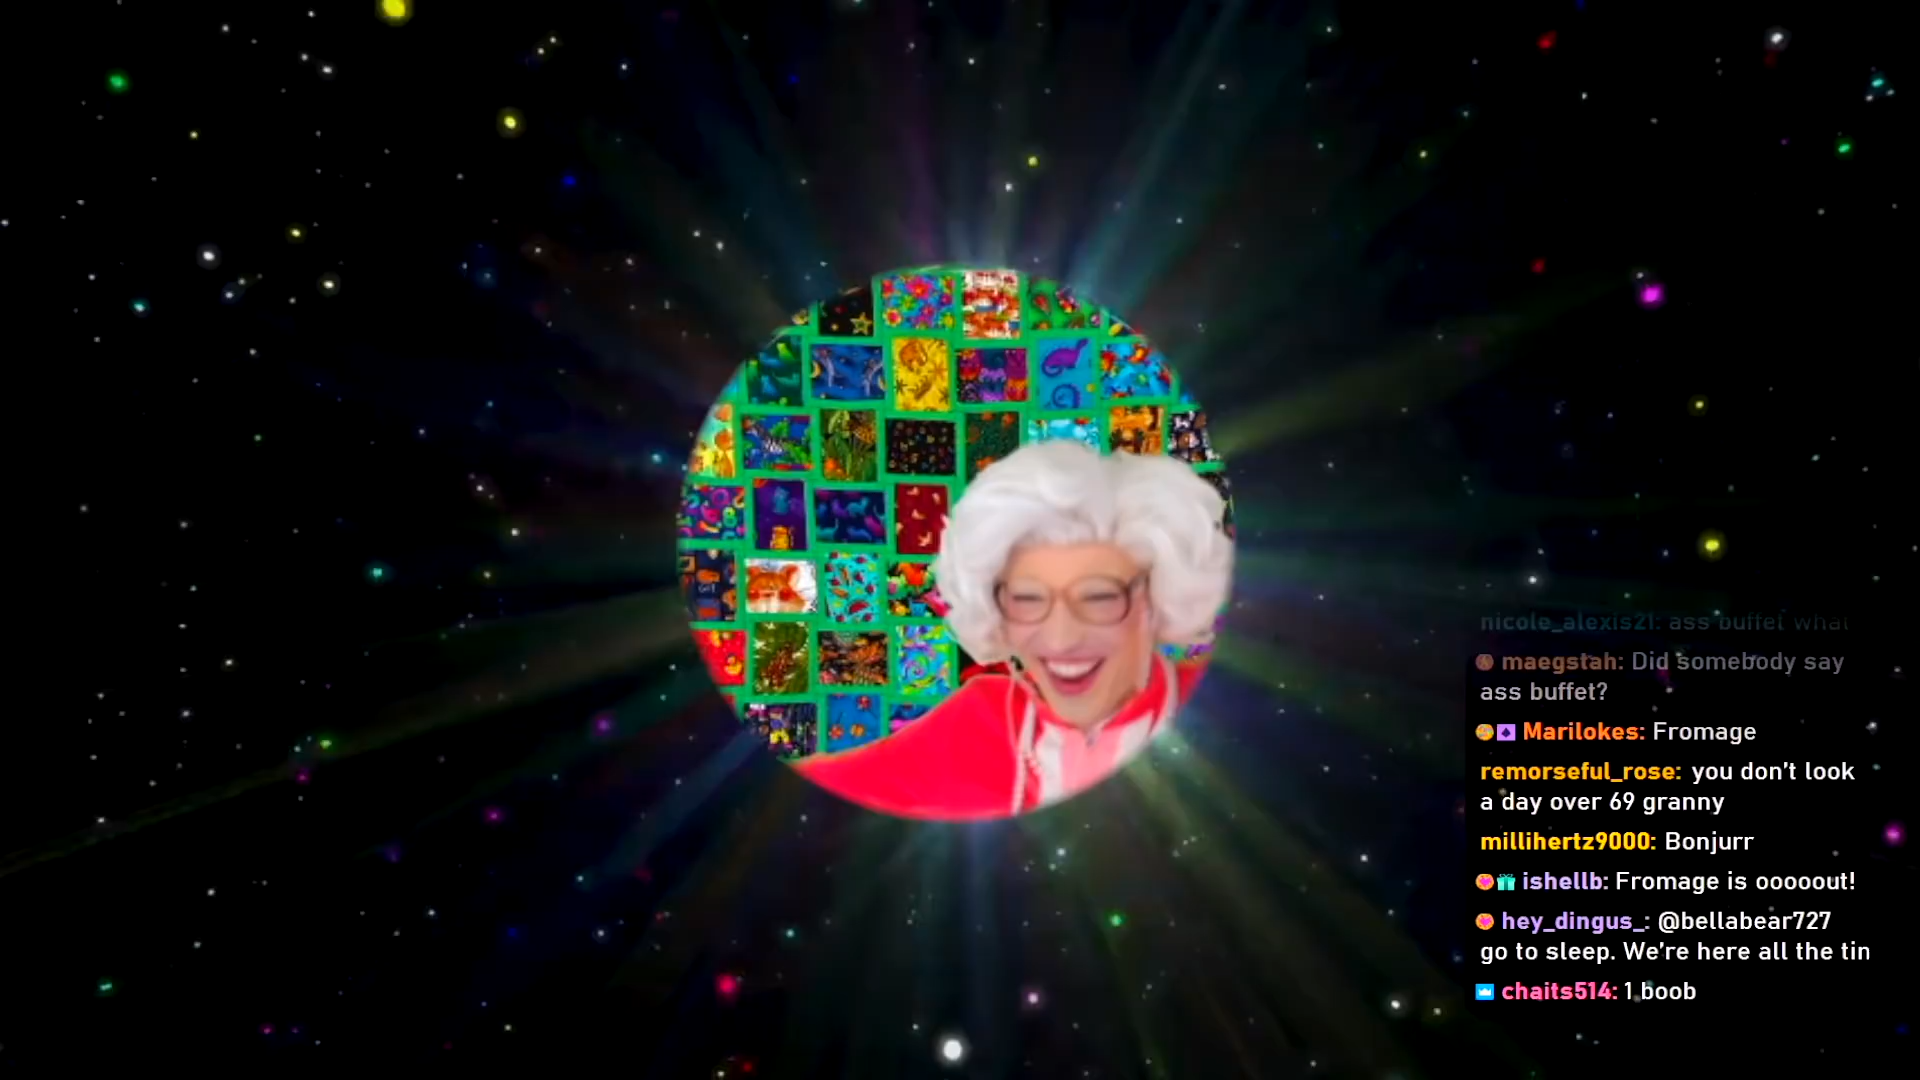 nicole_alexis21: ass buffet what
maegstah: Did somebody say
ass buffet?
Marilokes: Fromage
remorseful_rose: you don't look
a day over 69 granny
millihertz9000: Bonjurr
ishellb: Fromage is ooooout!
hey_dingus_: @bellabear727
go to sleep. We're here all the tin
chaits514: 1 boob